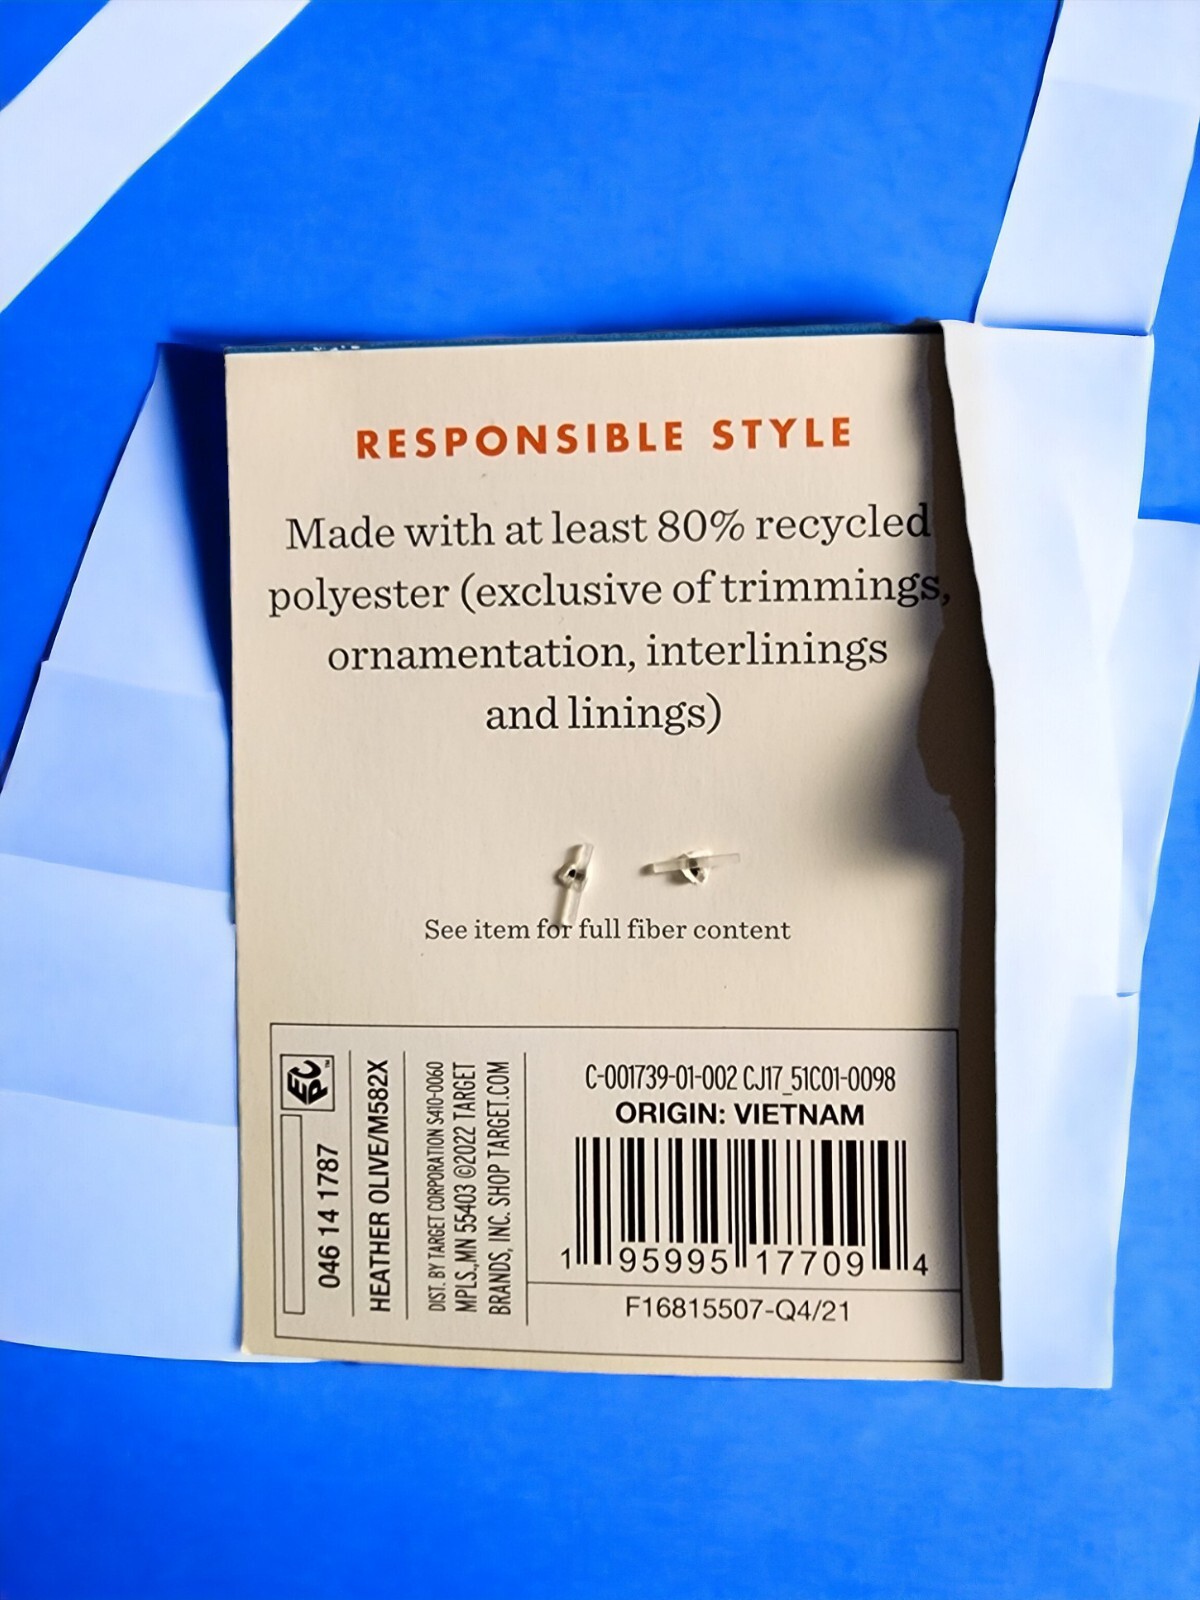 RESPONSIBLE STYLE
Made with at least 80% recycled
polyester (exclusive of trimmings,
ornamentation, interlinings
and linings)
See item for full fiber content
EPC™
046 14 1787
HEATHER OLIVE/M582X
DIST. BY TARGET CORPORATION S410-0060
MPLS.,MN 55403 ©2022 TARGET
BRANDS, INC. SHOP TARGET.COM
C-001739-01-002 CJ17_51C01-0098
ORIGIN: VIETNAM
1 95995 17709 4
F16815507-Q4/21